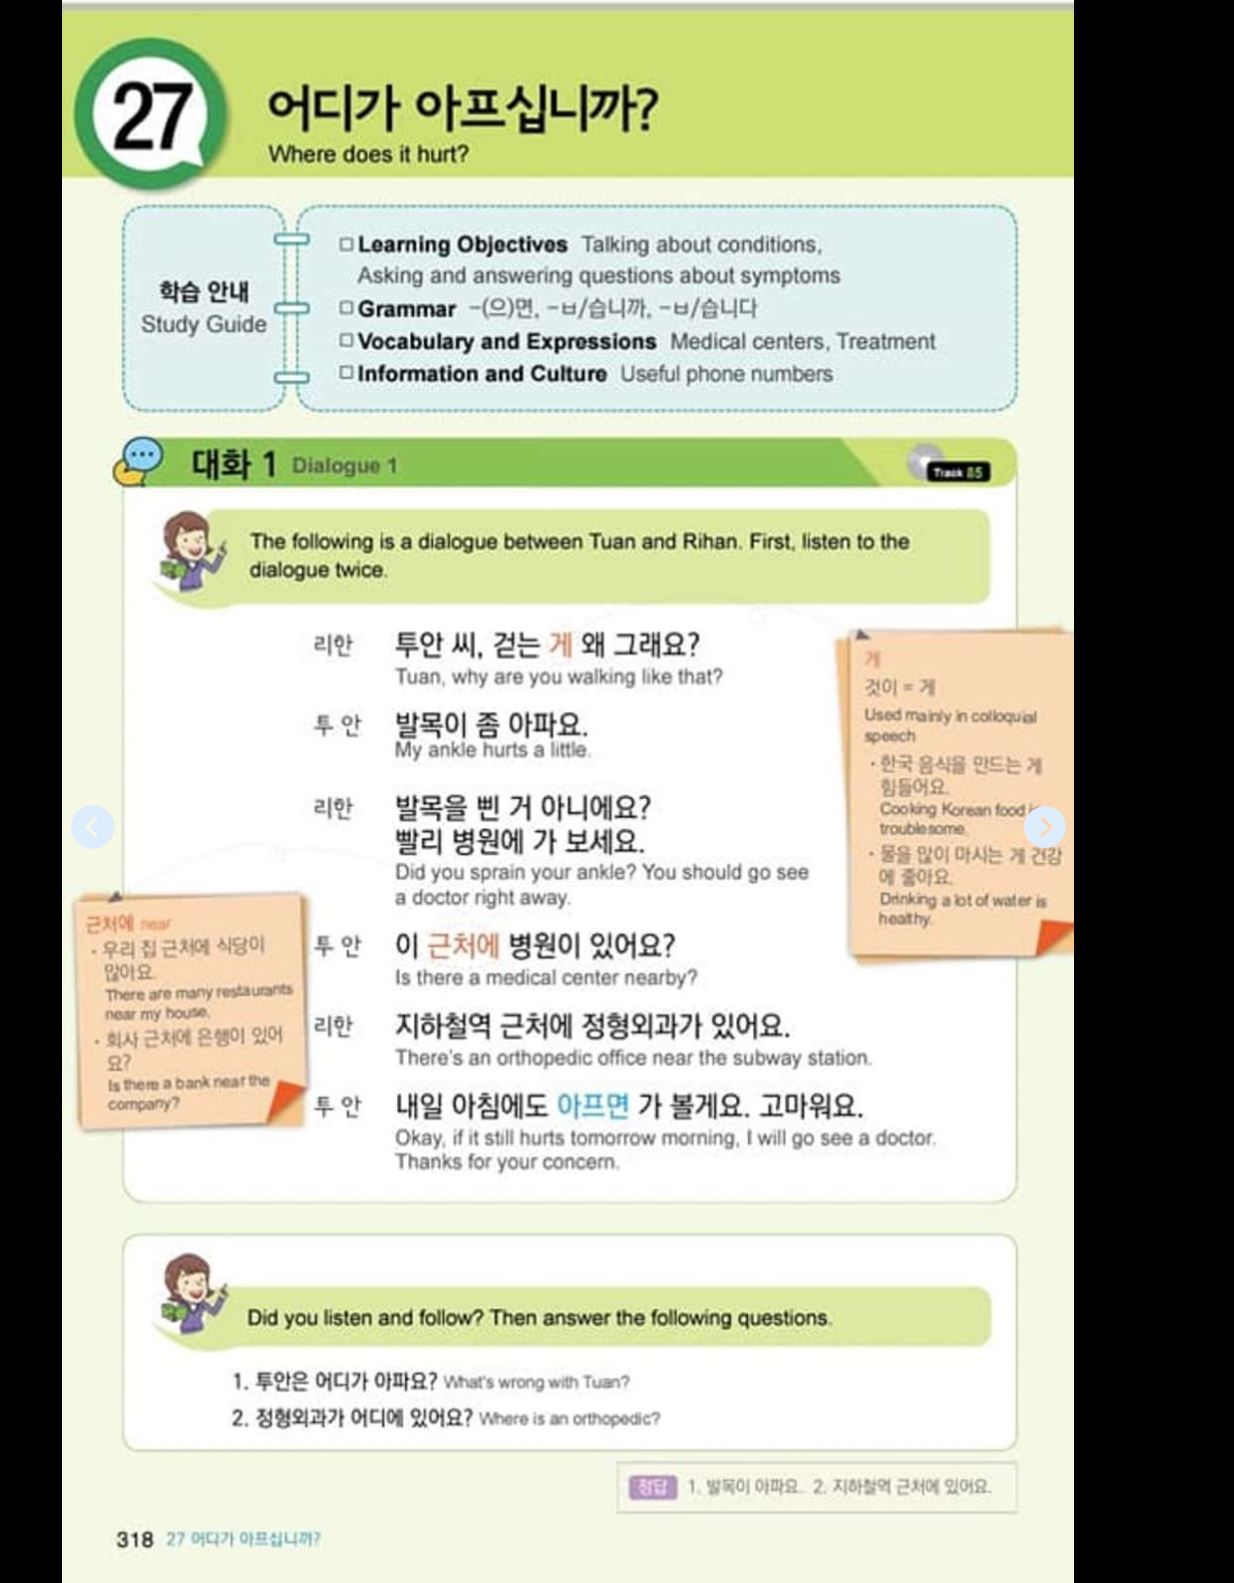 27
어디가 아프십니까?
Where does it hurt?
학습 안내
Study Guide
□ Learning Objectives Talking about conditions,
Asking and answering questions about symptoms
□ Grammar -(으)면, -ㅂ/습니까, -ㅂ/습니다
□ Vocabulary and Expressions Medical centers, Treatment
□ Information and Culture Useful phone numbers
대화 1 Dialogue 1
Track 85
The following is a dialogue between Tuan and Rihan. First, listen to the
dialogue twice.
리한 투안 씨, 걷는 게 왜 그래요?
Tuan, why are you walking like that?
투 안 발목이 좀 아파요.
My ankle hurts a little.
리한 발목을 삔 거 아니에요?
빨리 병원에 가 보세요.
Did you sprain your ankle? You should go see
a doctor right away.
투 안 이 근처에 병원이 있어요?
Is there a medical center nearby?
리한 지하철역 근처에 정형외과가 있어요.
There's an orthopedic office near the subway station.
투 안 내일 아침에도 아프면 가 볼게요. 고마워요.
Okay, if it still hurts tomorrow morning, I will go see a doctor.
Thanks for your concern.
게
것이 = 게
Used mainly in colloquial
speech
· 한국 음식을 만드는 게
힘들어요.
Cooking Korean food is
troublesome.
· 물을 많이 마시는 게 건강
에 좋아요.
Drinking a lot of water is
healthy.
근처에 near
· 우리 집 근처에 식당이
많아요.
There are many restaurants
near my house.
· 회사 근처에 은행이 있어
요?
Is there a bank near the
company?
Did you listen and follow? Then answer the following questions.
1. 투안은 어디가 아파요? What's wrong with Tuan?
2. 정형외과가 어디에 있어요? Where is an orthopedic?
정답 1. 발목이 아파요. 2. 지하철역 근처에 있어요.
318 27 어디가 아프십니까?